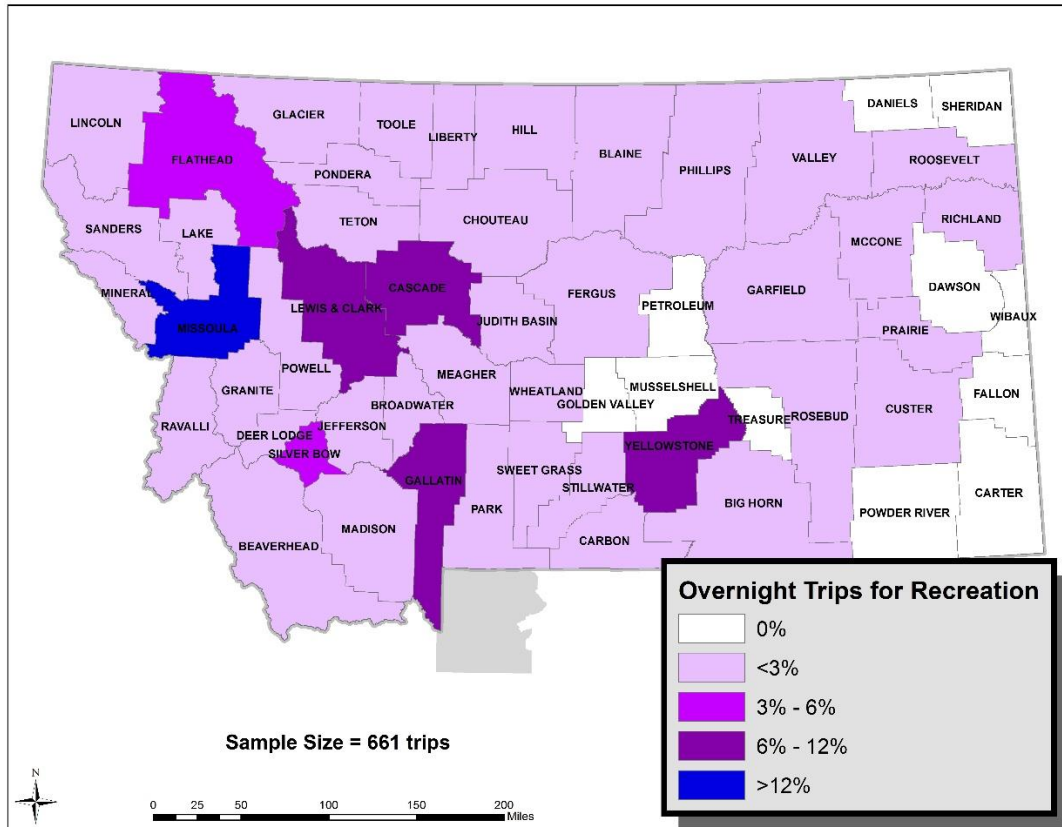 DANIELS
SHERIDAN
GLACIER
TOOLE
LIBERTY
HILL
LINCOLN
BLAINE
VALLEY
FLATHEAD
ROOSEVELT
PHILLIPS
PONDERA
TETON
CHOUTEAU
RICHLAND
SANDERS
LAKE
MCCONE
CASCADE
DAWSON
MINERAL
FERGUS
GARFIELD
LEWIS & CLARK
PETROLEUM
WIBAUX
JUDITH BASIN
MISSOULA
PRAIRIE
POWELL
MEAGHER
MUSSELSHELL
GRANITE
WHEATLAND
FALLON
GOLDEN VALLEY
BROADWATER
CUSTER
RAVALLI
JEFFERSON
TREASURE
ROSEBUD
DEER LODGE
YELLOWSTONE
SILVER BOW
SWEET GRASS
GALLATIN
STILLWATER
CARTER
BIG HORN
PARK
POWDER RIVER
MADISON
CARBON
BEAVERHEAD
Overnight Trips for Recreation
0%
<3%
3% - 6%
6% - 12%
>12%
Sample Size = 661 trips
N
0 25 50 100 150 200
Miles